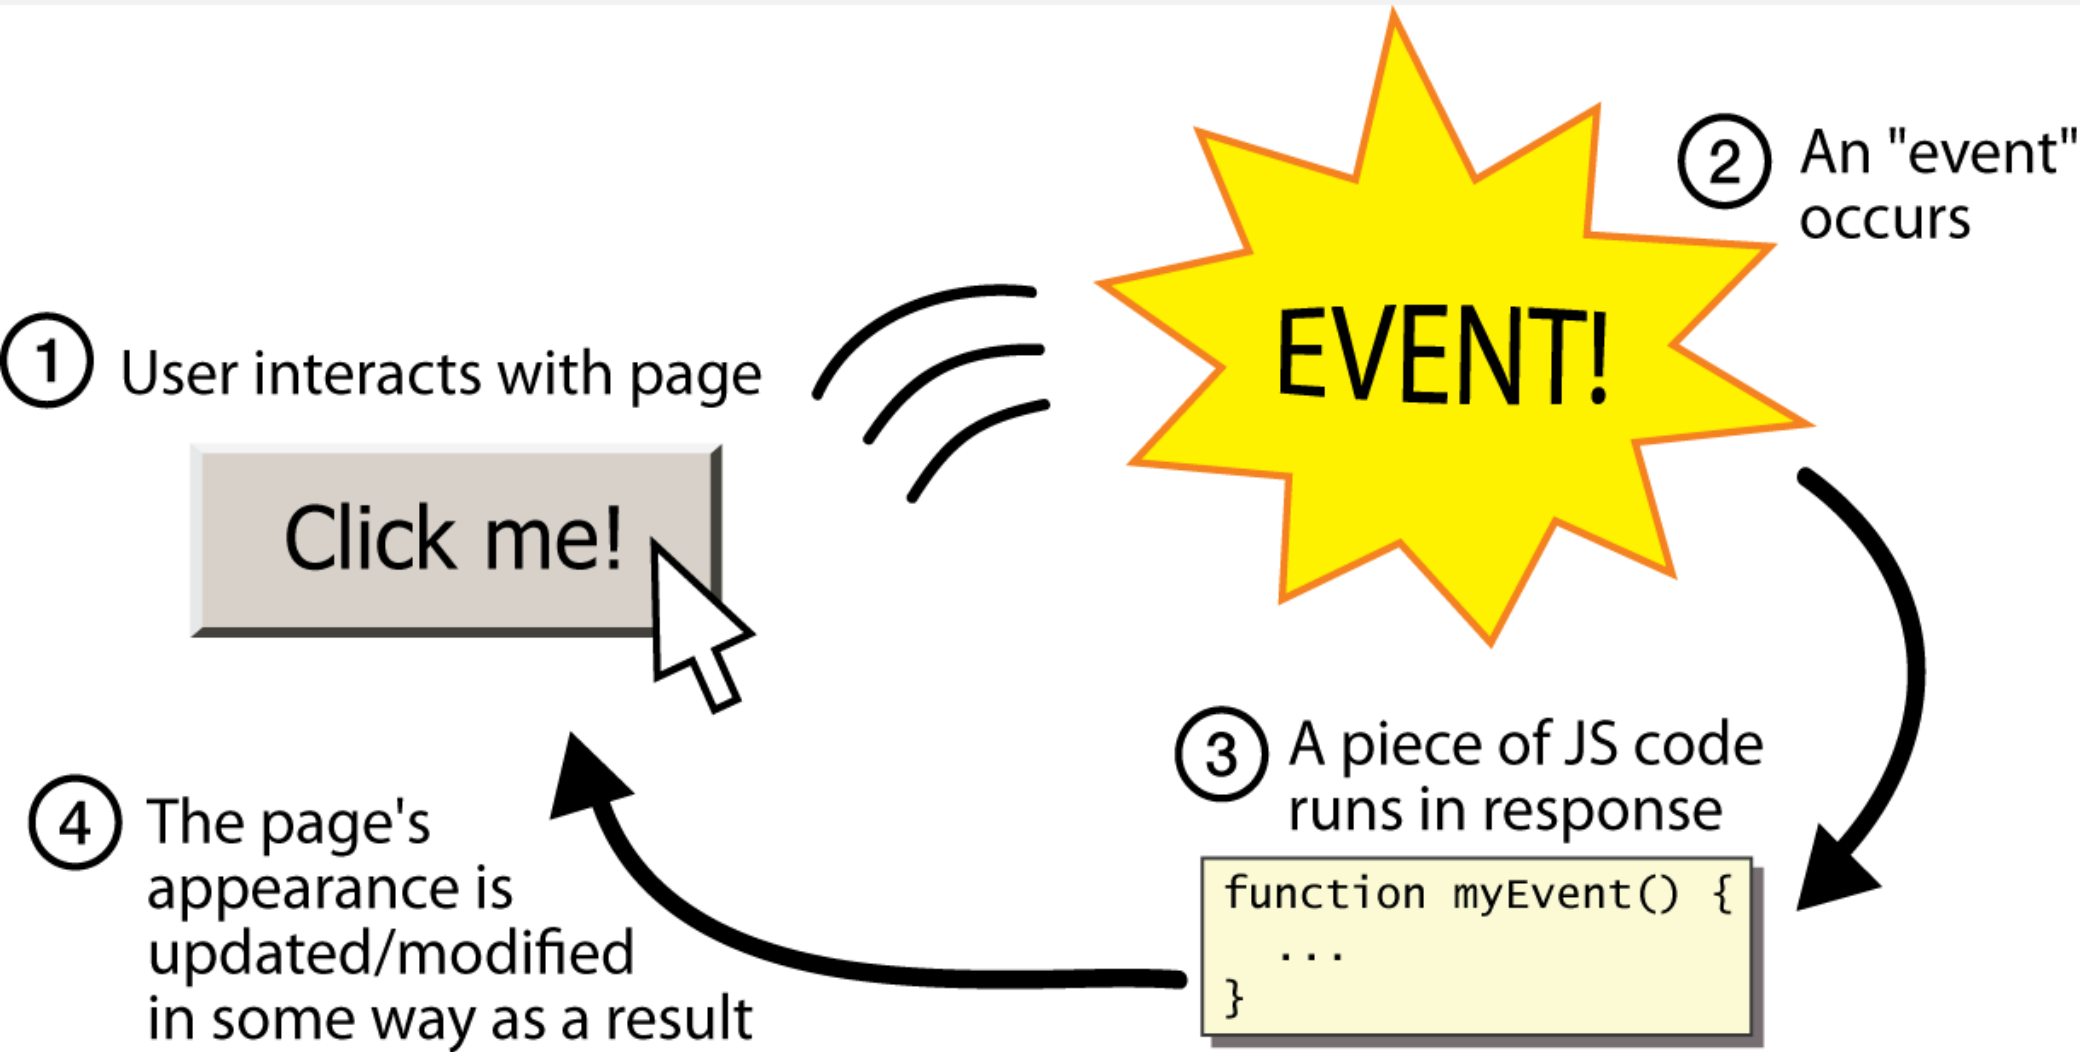 1 User interacts with page
Click me!
EVENT!
2 An "event"
occurs
3 A piece of JS code
runs in response
function myEvent() {
...
}
4 The page's
appearance is
updated/modified
in some way as a result